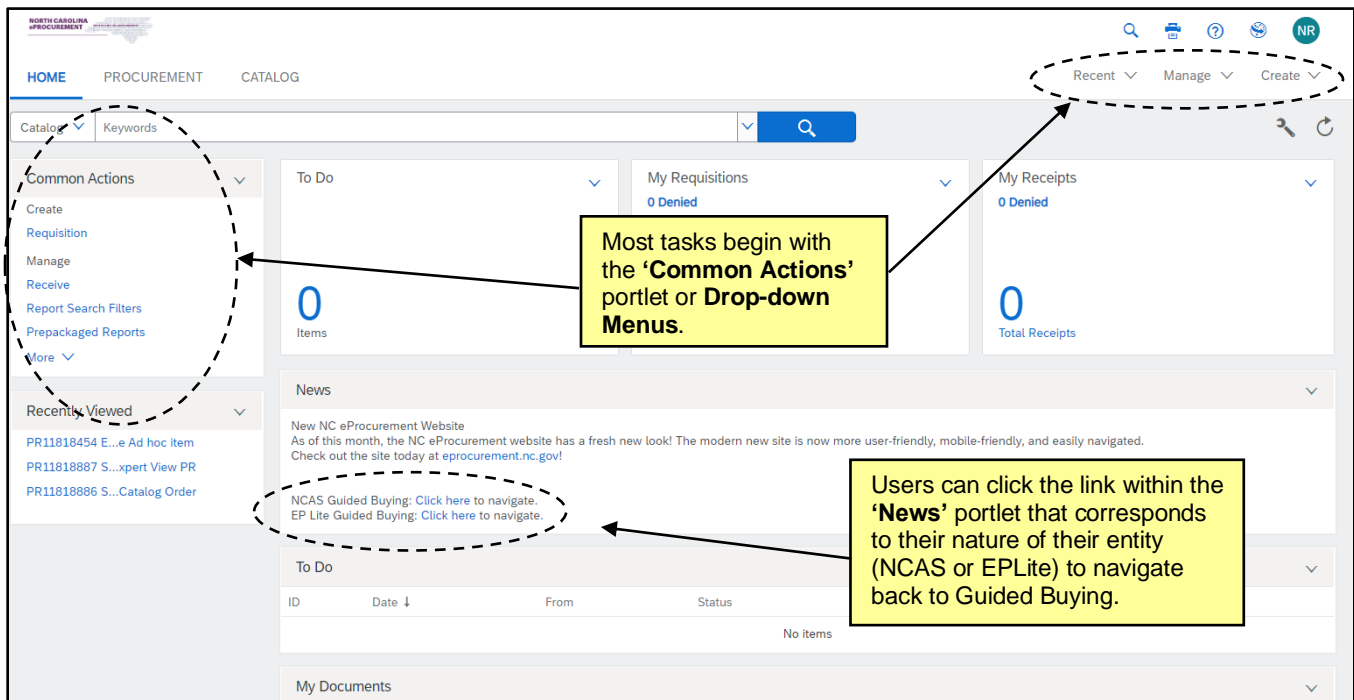 NORTH CAROLINA
ePROCUREMENT
NR
HOME PROCUREMENT CATALOG
Recent Manage Create
Catalog Keywords
Common Actions
Create
Requisition
Manage
Receive
Report Search Filters
Prepackaged Reports
More
To Do
0
Items
My Requisitions
0 Denied
My Receipts
0 Denied
0
Total Receipts
Most tasks begin with
the ‘Common Actions’
portlet or Drop-down
Menus.
Recently Viewed
PR11818454 E...e Ad hoc item
PR11818887 S...xpert View PR
PR11818886 S...Catalog Order
News
New NC eProcurement Website
As of this month, the NC eProcurement website has a fresh new look! The modern new site is now more user-friendly, mobile-friendly, and easily navigated.
Check out the site today at eprocurement.nc.gov!
NCAS Guided Buying: Click here to navigate.
EP Lite Guided Buying: Click here to navigate.
Users can click the link within the
‘News’ portlet that corresponds
to their nature of their entity
(NCAS or EPLite) to navigate
back to Guided Buying.
To Do
ID Date ↓ From Status
No items
My Documents